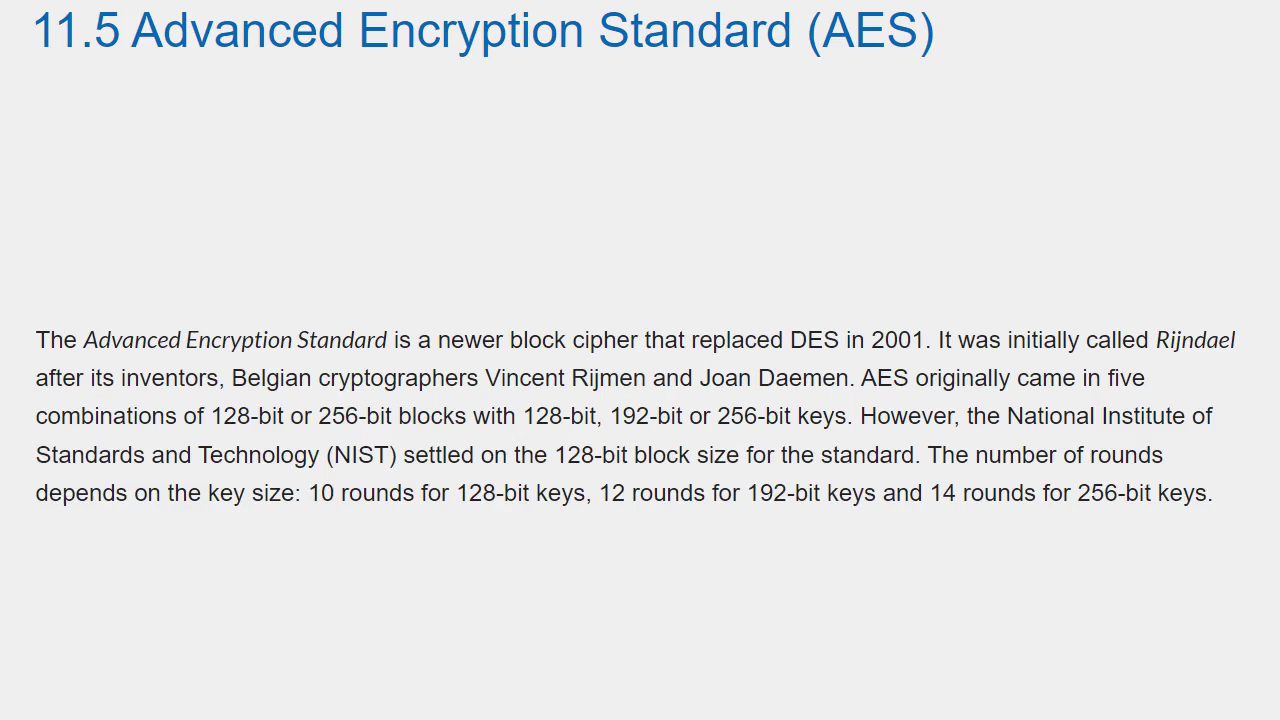 11.5 Advanced Encryption Standard (AES)
The Advanced Encryption Standard is a newer block cipher that replaced DES in 2001. It was initially called Rijndael
after its inventors, Belgian cryptographers Vincent Rijmen and Joan Daemen. AES originally came in five
combinations of 128-bit or 256-bit blocks with 128-bit, 192-bit or 256-bit keys. However, the National Institute of
Standards and Technology (NIST) settled on the 128-bit block size for the standard. The number of rounds
depends on the key size: 10 rounds for 128-bit keys, 12 rounds for 192-bit keys and 14 rounds for 256-bit keys.